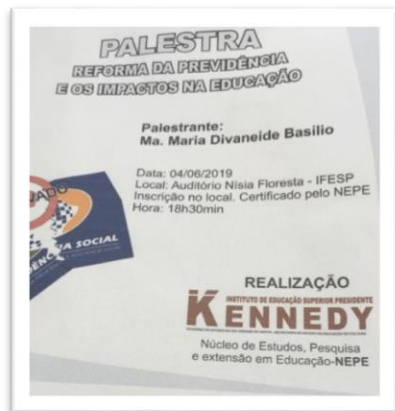 PALESTRA
REFORMA DA PREVIDÊNCIA
E OS IMPACTOS NA EDUCAÇÃO
Palestrante:
Ma. Maria Divaneide Basílio
Data: 04/06/2019
Local: Auditório Nísia Floresta - IFESP
Inscrição no local. Certificado pelo NEPE
Hora: 18h30min
SOCIAL
REALIZAÇÃO
INSTITUTO DE EDUCAÇÃO SUPERIOR PRESIDENTE
KENNEDY
Núcleo de Estudos, Pesquisa
e extensão em Educação-NEPE